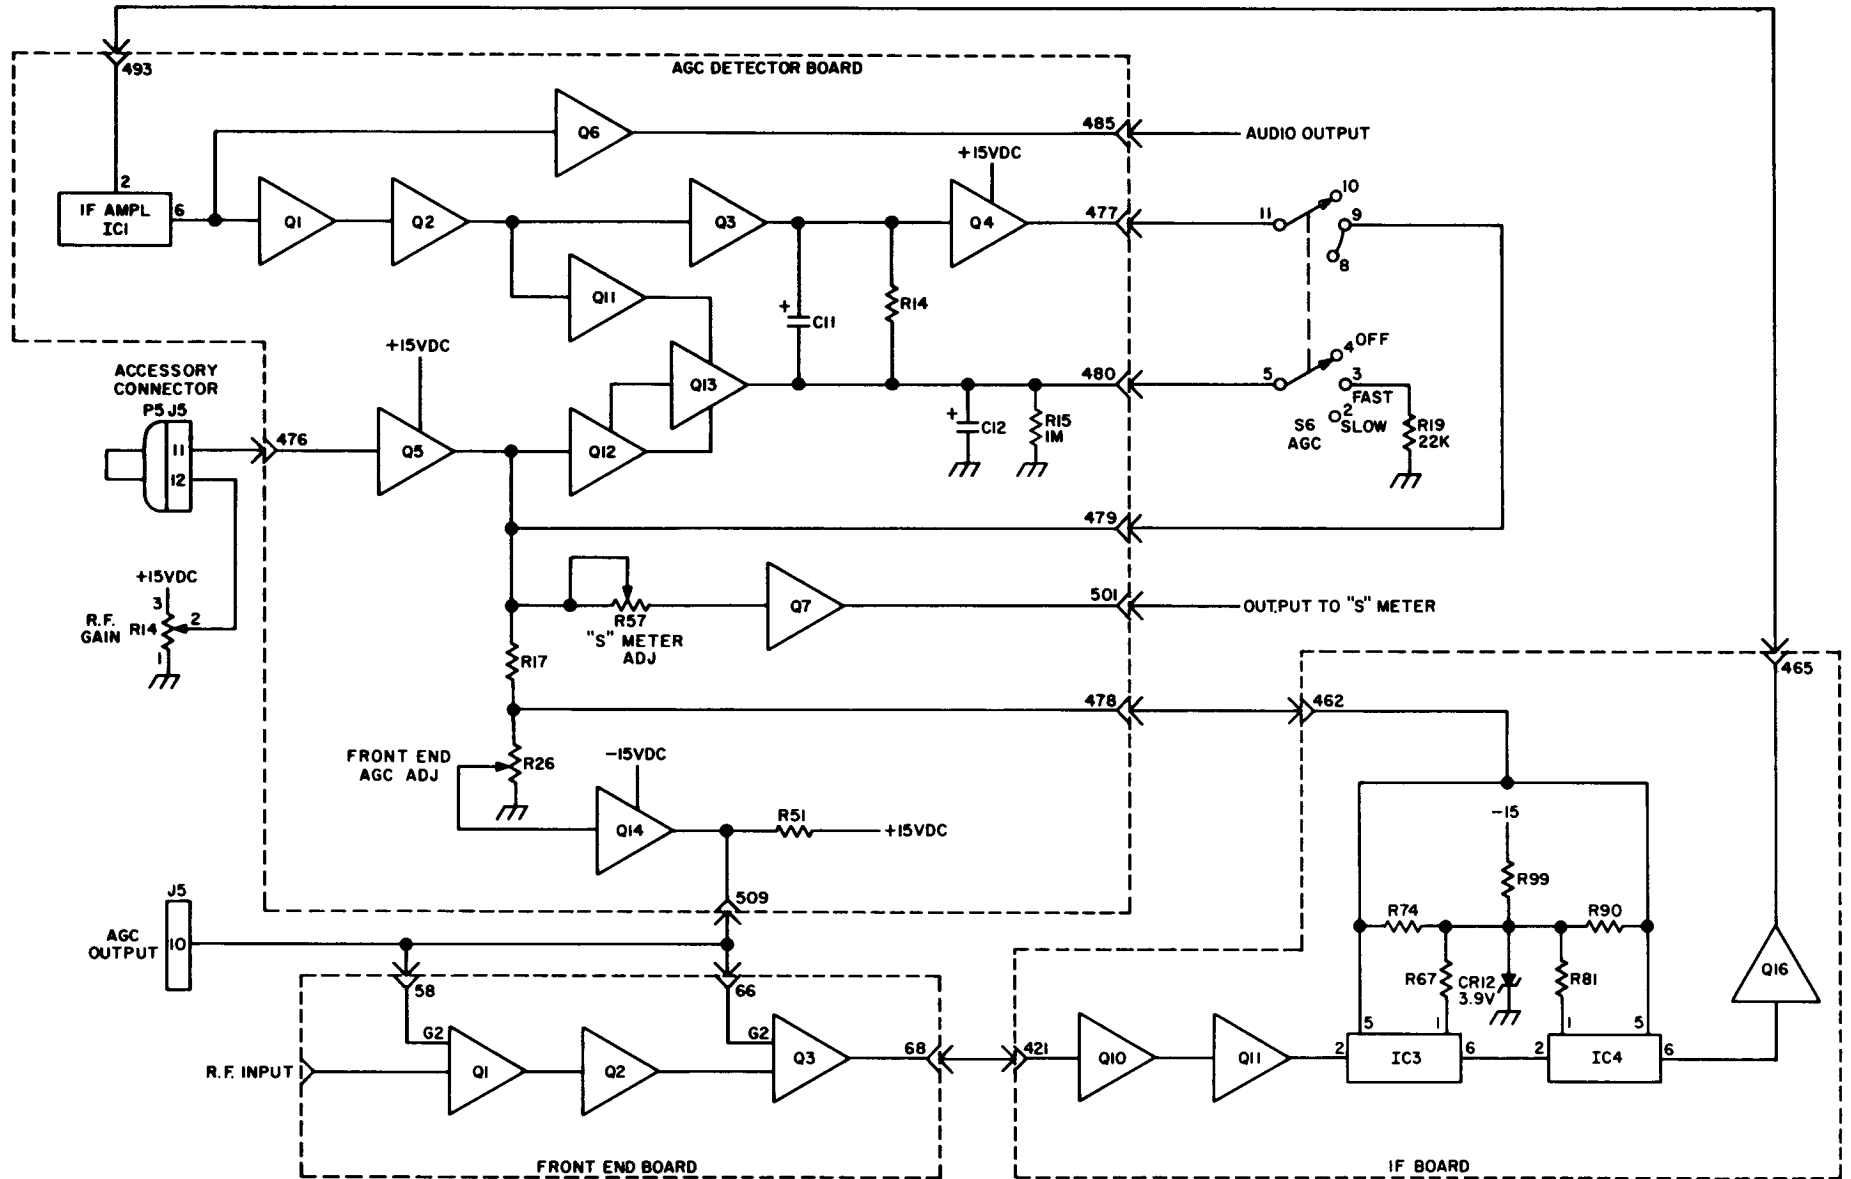 493
AGC DETECTOR BOARD
Q6
485
AUDIO OUTPUT
+15VDC
2
IF AMPL
IC1
6
Q1
Q2
Q3
Q4
477
11
10
9
8
Q11
+
C11
R14
+15VDC
ACCESSORY
CONNECTOR
P5 J5
11
12
476
Q5
Q12
Q13
480
5
4 OFF
3
FAST
2
SLOW
S6
AGC
R19
22K
+
C12
R15
1M
479
+15VDC
3
R.F.
GAIN
R14
2
1
R57
"S" METER
ADJ
Q7
501
OUTPUT TO "S" METER
R17
478
462
465
FRONT END
AGC ADJ
R26
-15VDC
Q14
R51
+15VDC
509
-15
R99
R74
R90
R67
CR12
3.9V
R81
Q16
J5
AGC
OUTPUT
10
58
66
G2
G2
R.F. INPUT
Q1
Q2
Q3
68
421
Q10
Q11
2
5
1
IC3
6
2
1
5
IC4
6
FRONT END BOARD
IF BOARD